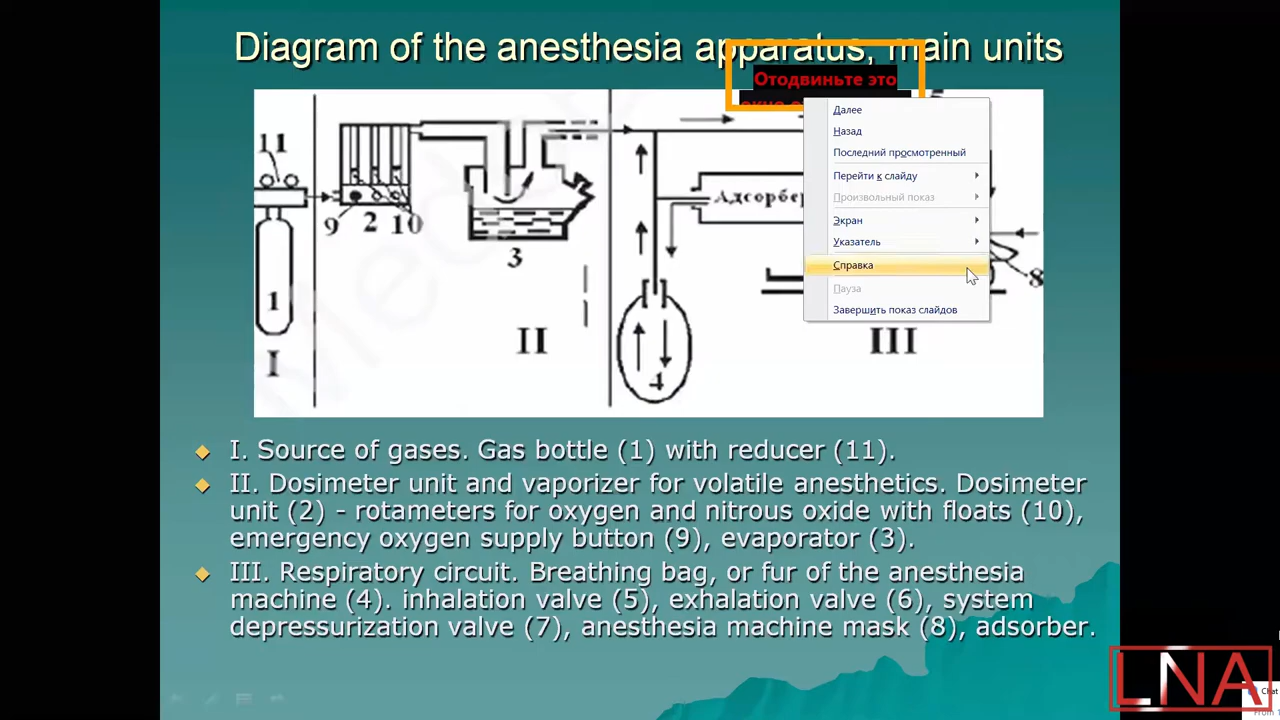 Diagram of the anesthesia apparatus, main units
Отодвиньте это
11
Далее
Назад
Последний просмотренный
Перейти к слайду
Произвольный показ
Экран
Указатель
Справка
Пауза
Завершить показ слайдов
Адсорбе
9 2 10
3
8
1
II
III
I
4
I. Source of gases. Gas bottle (1) with reducer (11).
II. Dosimeter unit and vaporizer for volatile anesthetics. Dosimeter
unit (2) - rotameters for oxygen and nitrous oxide with floats (10),
emergency oxygen supply button (9), evaporator (3).
III. Respiratory circuit. Breathing bag, or fur of the anesthesia
machine (4). inhalation valve (5), exhalation valve (6), system
depressurization valve (7), anesthesia machine mask (8), adsorber.
LNA
Chat